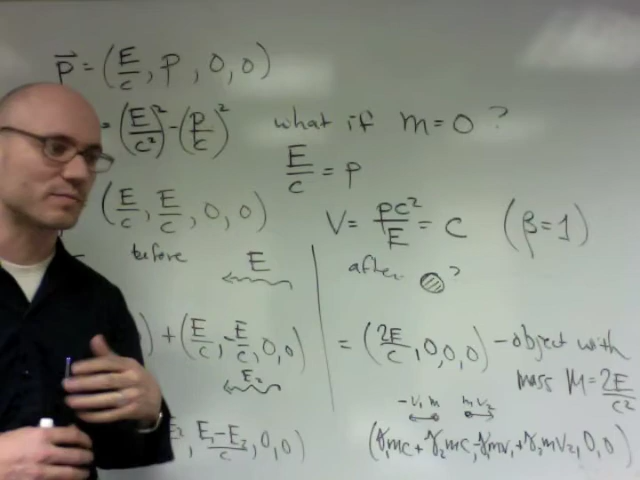 p⃗ = (E/c, p, 0, 0)
= (E/c²)² - (p/c)² what if m = 0 ?
E/c = p
(E/c, E/c, 0, 0) V = pc²/E = c (β = 1)
before E after ?
) + (E/c, -E/c, 0, 0) = (2E/c, 0, 0, 0) - object with
mass M = 2E/c²
E₂ -v₁ m m v₂
, E₁-E₂/c, 0, 0) (γ₁mc + γ₂mc, γ₁mv₁ + γ₂mv₂, 0, 0)